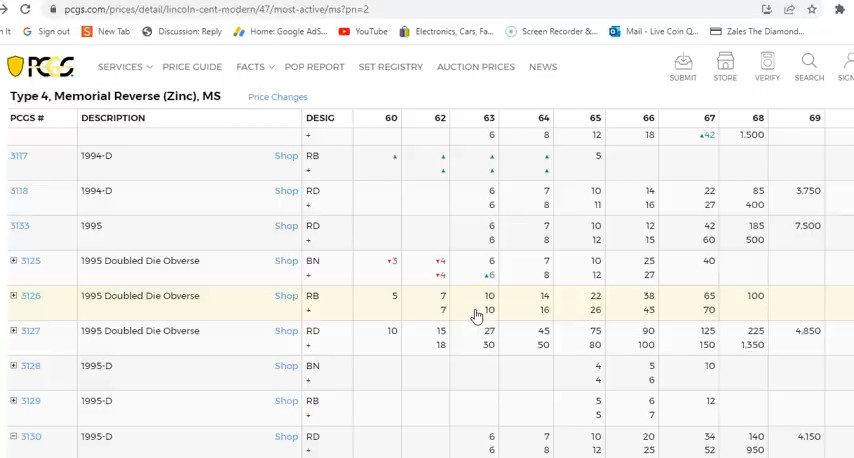 pcgs.com/prices/detail/lincoln-cent-modern/47/most-active/ms?pn=2
n It Sign out New Tab Discussion: Reply Home: Google AdS... YouTube Electronics, Cars, Fa... Screen Recorder &... Mail - Live Coin Q... Zales The Diamond...
PCGS SERVICES PRICE GUIDE FACTS POP REPORT SET REGISTRY AUCTION PRICES NEWS SUBMIT STORE VERIFY SEARCH SIGN
Type 4, Memorial Reverse (Zinc), MS Price Changes
PCGS # DESCRIPTION DESIG 60 62 63 64 65 66 67 68 69
+ 6 8 12 18 ▲42 1,500
3117 1994-D Shop RB ▲ ▲ ▲ ▲ 5
+ ▲ ▲ ▲
3118 1994-D Shop RD 6 7 10 14 22 85 3,750
+ 6 8 11 16 27 400
3133 1995 Shop RD 6 7 10 12 42 185 7,500
+ 6 8 12 15 60 500
3125 1995 Doubled Die Obverse Shop BN ▼3 ▼4 6 7 10 25 40
+ ▼4 ▲6 8 12 27
3126 1995 Doubled Die Obverse Shop RB 5 7 10 14 22 38 65 100
+ 7 10 16 26 45 70
3127 1995 Doubled Die Obverse Shop RD 10 15 27 45 75 90 125 225 4,850
+ 18 30 50 80 100 150 1,350
3128 1995-D Shop BN 4 5 10
+ 4 6
3129 1995-D Shop RB 5 6 12
+ 5 7
3130 1995-D Shop RD 6 7 10 20 34 140 4,150
+ 6 8 12 25 52 950